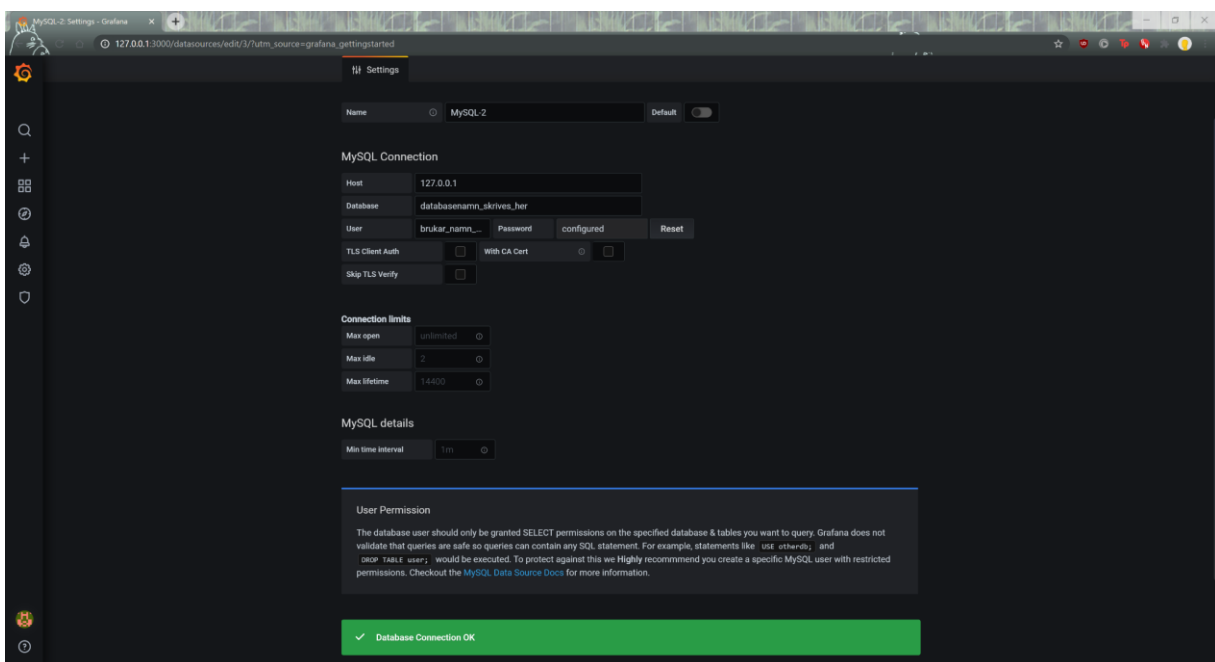 MySQL-2: Settings - Grafana
127.0.0.1:3000/datasources/edit/3/?utm_source=grafana_gettingstarted
Settings
Name MySQL-2 Default
MySQL Connection
Host 127.0.0.1
Database databasenamn_skrives_her
User brukar_namn_... Password configured Reset
TLS Client Auth With CA Cert
Skip TLS Verify
Connection limits
Max open unlimited
Max idle 2
Max lifetime 14400
MySQL details
Min time interval 1m
User Permission
The database user should only be granted SELECT permissions on the specified database & tables you want to query. Grafana does not
validate that queries are safe so queries can contain any SQL statement. For example, statements like USE otherdb; and
DROP TABLE user; would be executed. To protect against this we Highly recommmend you create a specific MySQL user with restricted
permissions. Checkout the MySQL Data Source Docs for more information.
Database Connection OK